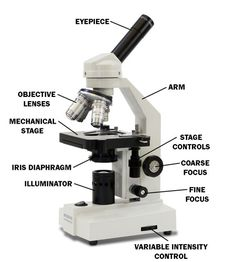 EYEPIECE
ARM
OBJECTIVE
LENSES
MECHANICAL
STAGE
STAGE
CONTROLS
IRIS DIAPHRAGM
COARSE
FOCUS
ILLUMINATOR
FINE
FOCUS
VARIABLE INTENSITY
CONTROL